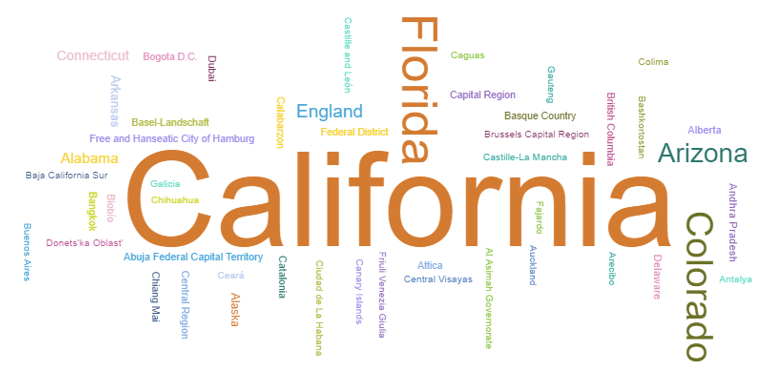 Connecticut
Bogota D.C.
Dubai
Castille and León
Florida
Caguas
Colima
Arkansas
Gauteng
Calabarzon
England
Capital Region
British Columbia
Bashkortostan
Basel-Landschaft
Federal District
Basque Country
Brussels Capital Region
Alberta
Free and Hanseatic City of Hamburg
Arizona
Alabama
Castille-La Mancha
Baja California Sur
California
Galicia
Chihuahua
Bangkok
Biobío
Fajardo
Andhra Pradesh
Colorado
Buenos Aires
Donets'ka Oblast'
Abuja Federal Capital Territory
Catalonia
Ciudad de La Habana
Canary Islands
Friuli Venezia Giulia
Attica
Central Visayas
Al Asimah Governorate
Auckland
Arecibo
Delaware
Antalya
Chiang Mai
Central Region
Ceará
Alaska